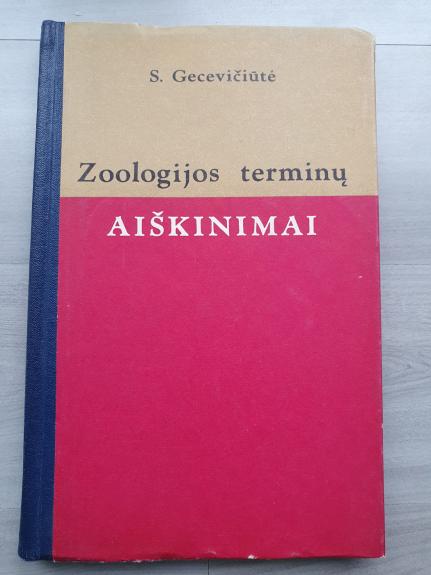 S. Gecevičiūtė
Zoologijos terminų
AIŠKINIMAI